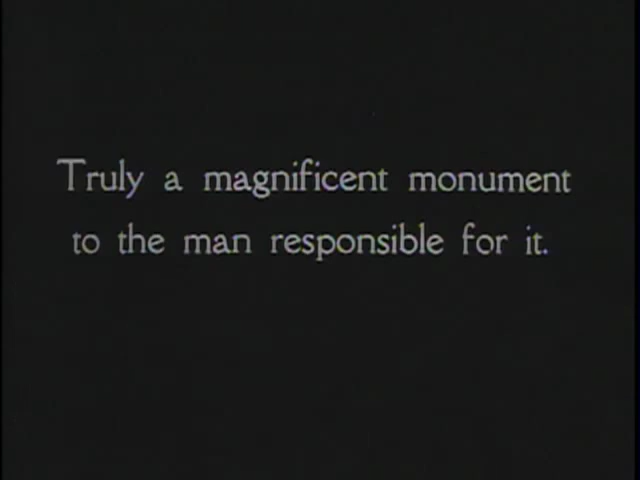 Truly a magnificent monument
to the man responsible for it.